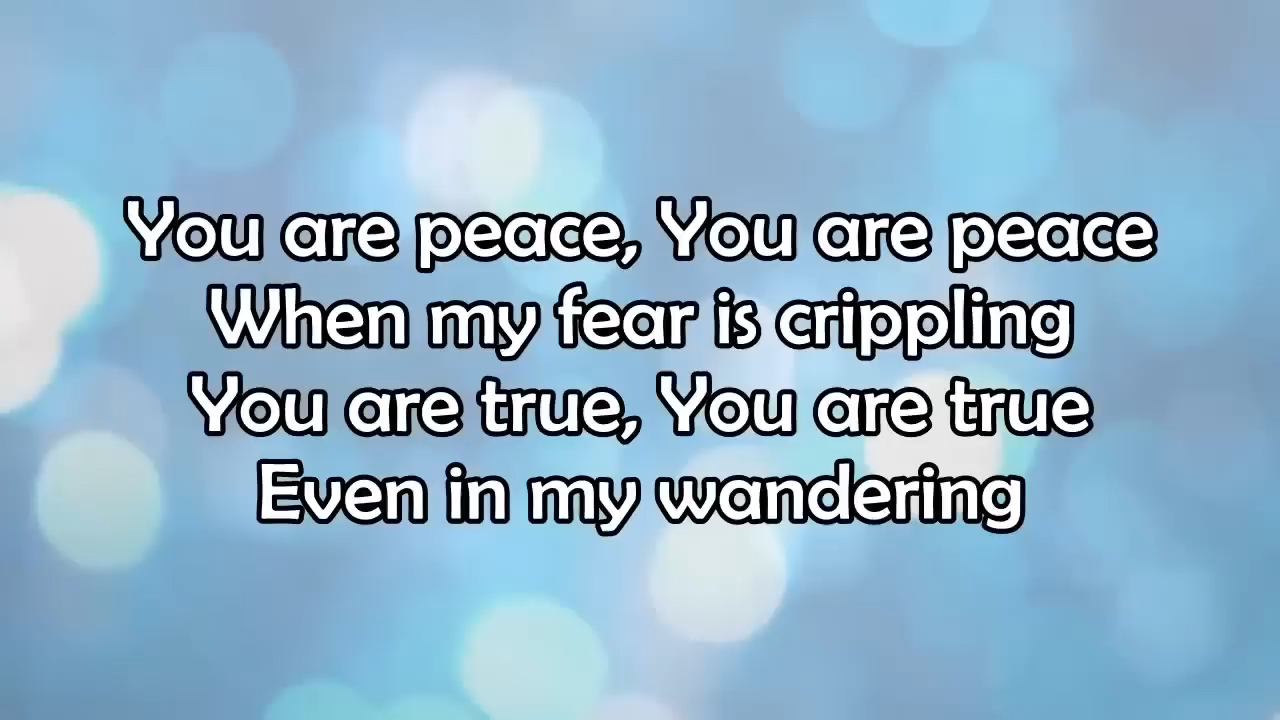 You are peace, You are peace
When my fear is crippling
You are true, You are true
Even in my wandering